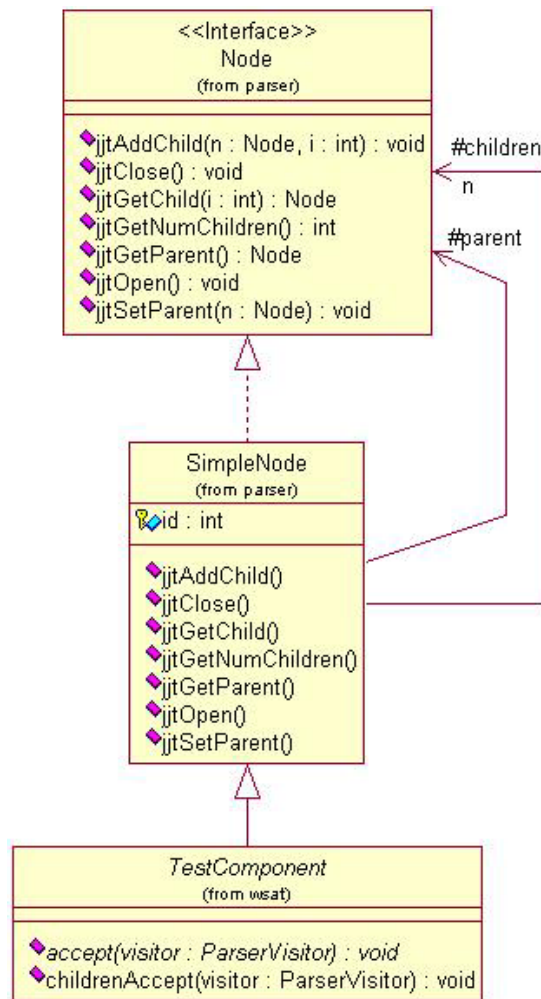 <<Interface>>
Node
(from parser)
jjtAddChild(n : Node, i : int) : void
jjtClose() : void
jjtGetChild(i : int) : Node
jjtGetNumChildren() : int
jjtGetParent() : Node
jjtOpen() : void
jjtSetParent(n : Node) : void
#children
n
#parent
SimpleNode
(from parser)
id : int
jjtAddChild()
jjtClose()
jjtGetChild()
jjtGetNumChildren()
jjtGetParent()
jjtOpen()
jjtSetParent()
TestComponent
(from wsat)
accept(visitor : ParserVisitor) : void
childrenAccept(visitor : ParserVisitor) : void